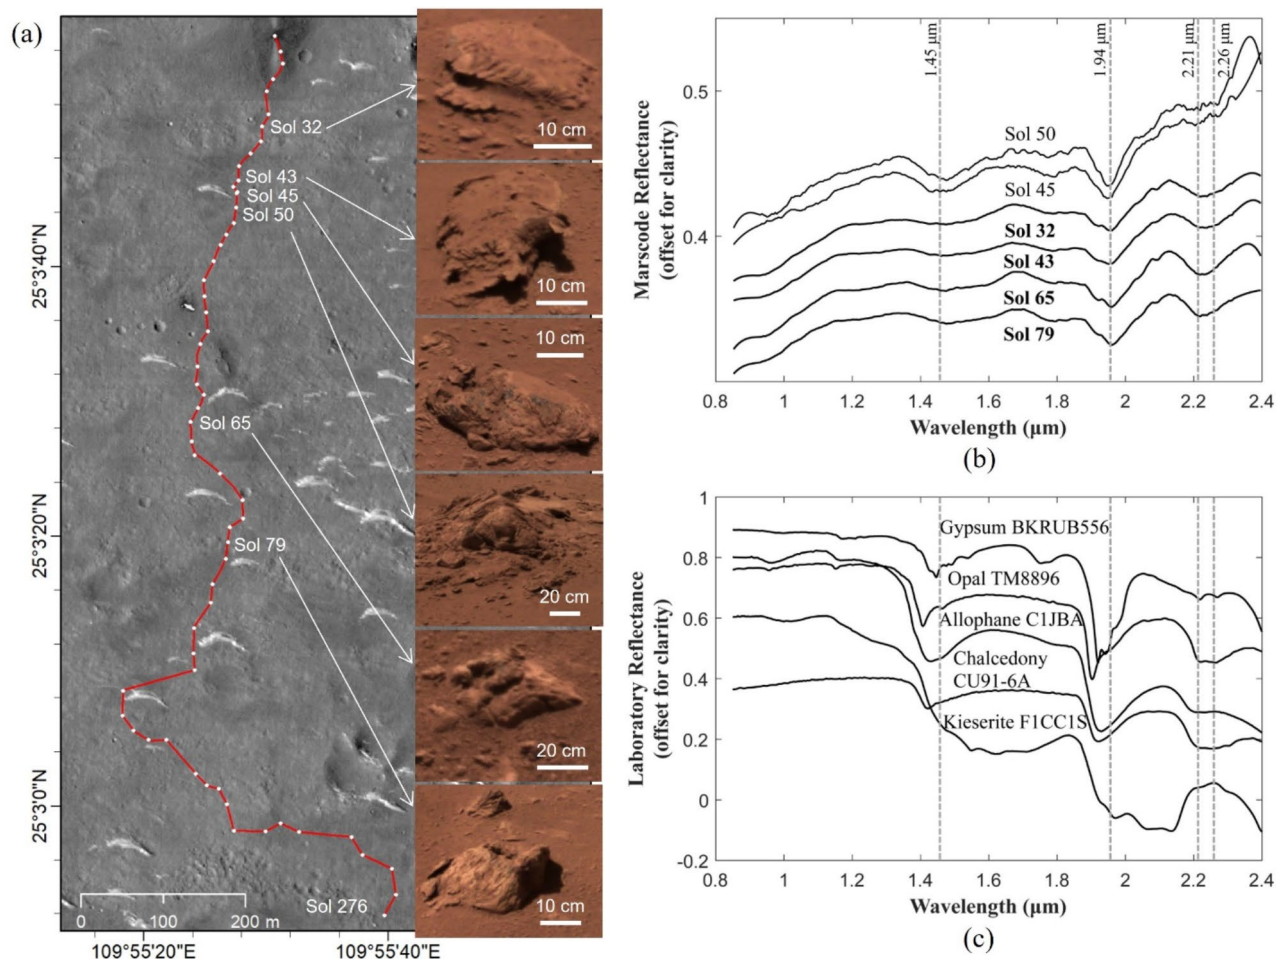 (a)
Sol 32
Sol 43
Sol 45
Sol 50
Sol 65
Sol 79
Sol 276
25°3'40"N
25°3'20"N
25°3'0"N
0 100 200 m
109°55'20"E 109°55'40"E
10 cm
10 cm
10 cm
20 cm
20 cm
10 cm
1.45 μm
1.94 μm
2.21 μm
2.26 μm
Marscode Reflectance
(offset for clarity)
0.5
0.4
Sol 50
Sol 45
Sol 32
Sol 43
Sol 65
Sol 79
0.8 1 1.2 1.4 1.6 1.8 2 2.2 2.4
Wavelength (μm)
(b)
Laboratory Reflectance
(offset for clarity)
1
0.8
0.6
0.4
0.2
0
-0.2
Gypsum BKRUB556
Opal TM8896
Allophane C1JBA
Chalcedony
CU91-6A
Kieserite F1CC1S
0.8 1 1.2 1.4 1.6 1.8 2 2.2 2.4
Wavelength (μm)
(c)